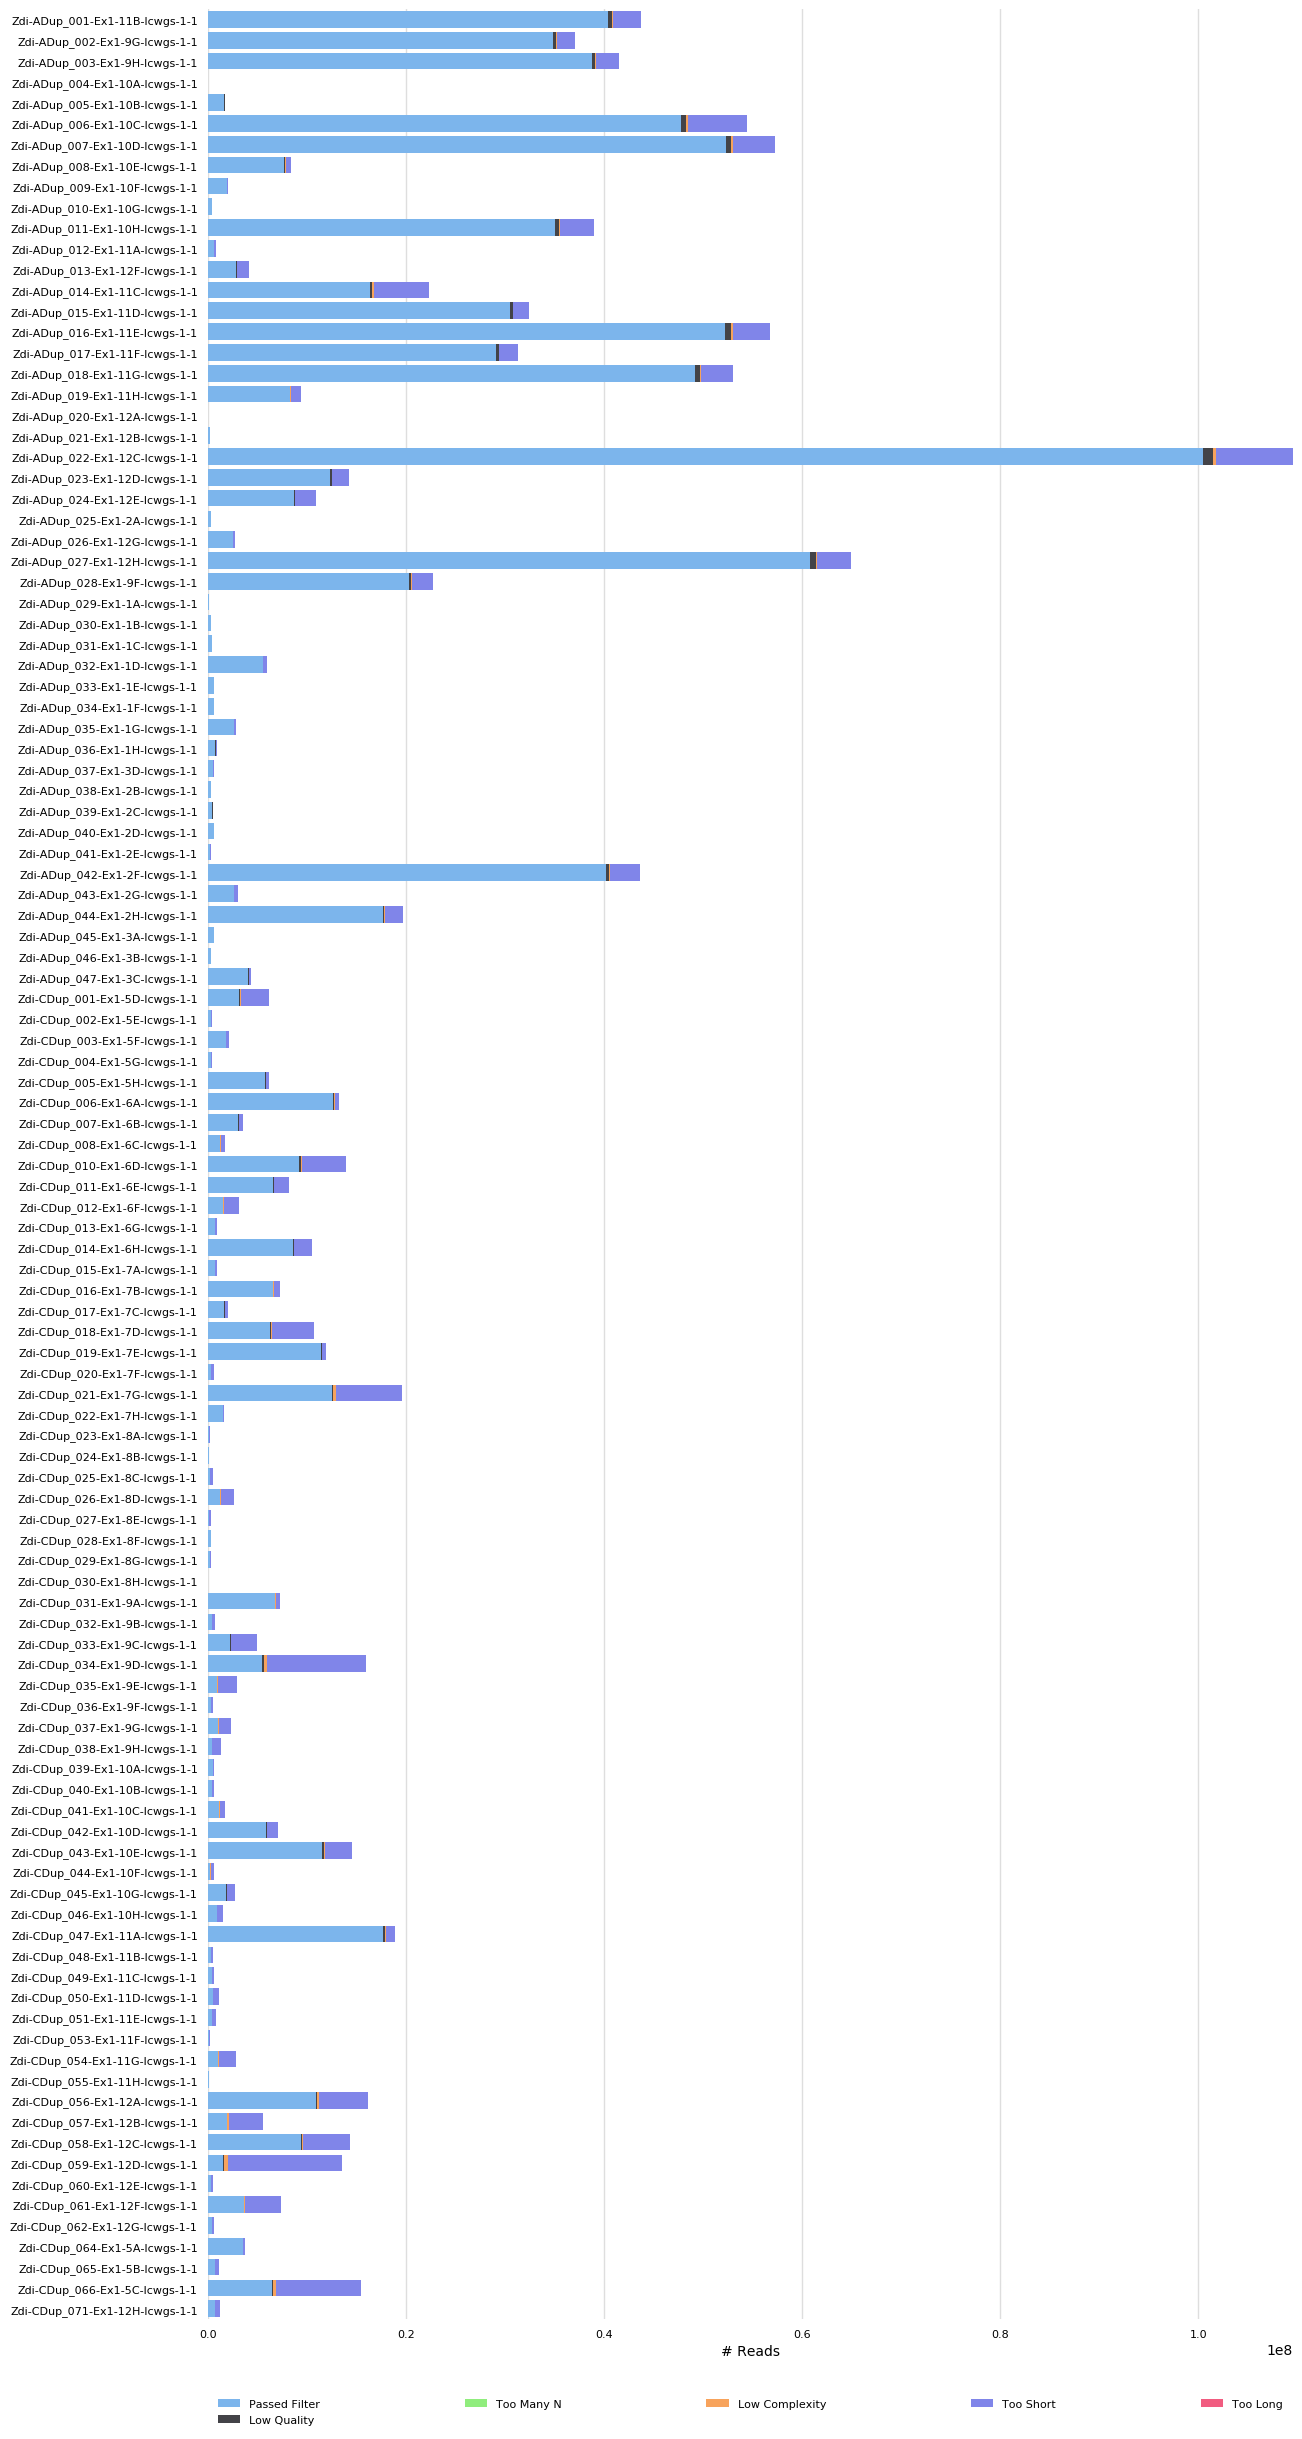 Zdi-ADup_001-Ex1-11B-lcwgs-1-1
Zdi-ADup_002-Ex1-9G-lcwgs-1-1
Zdi-ADup_003-Ex1-9H-lcwgs-1-1
Zdi-ADup_004-Ex1-10A-lcwgs-1-1
Zdi-ADup_005-Ex1-10B-lcwgs-1-1
Zdi-ADup_006-Ex1-10C-lcwgs-1-1
Zdi-ADup_007-Ex1-10D-lcwgs-1-1
Zdi-ADup_008-Ex1-10E-lcwgs-1-1
Zdi-ADup_009-Ex1-10F-lcwgs-1-1
Zdi-ADup_010-Ex1-10G-lcwgs-1-1
Zdi-ADup_011-Ex1-10H-lcwgs-1-1
Zdi-ADup_012-Ex1-11A-lcwgs-1-1
Zdi-ADup_013-Ex1-12F-lcwgs-1-1
Zdi-ADup_014-Ex1-11C-lcwgs-1-1
Zdi-ADup_015-Ex1-11D-lcwgs-1-1
Zdi-ADup_016-Ex1-11E-lcwgs-1-1
Zdi-ADup_017-Ex1-11F-lcwgs-1-1
Zdi-ADup_018-Ex1-11G-lcwgs-1-1
Zdi-ADup_019-Ex1-11H-lcwgs-1-1
Zdi-ADup_020-Ex1-12A-lcwgs-1-1
Zdi-ADup_021-Ex1-12B-lcwgs-1-1
Zdi-ADup_022-Ex1-12C-lcwgs-1-1
Zdi-ADup_023-Ex1-12D-lcwgs-1-1
Zdi-ADup_024-Ex1-12E-lcwgs-1-1
Zdi-ADup_025-Ex1-2A-lcwgs-1-1
Zdi-ADup_026-Ex1-12G-lcwgs-1-1
Zdi-ADup_027-Ex1-12H-lcwgs-1-1
Zdi-ADup_028-Ex1-9F-lcwgs-1-1
Zdi-ADup_029-Ex1-1A-lcwgs-1-1
Zdi-ADup_030-Ex1-1B-lcwgs-1-1
Zdi-ADup_031-Ex1-1C-lcwgs-1-1
Zdi-ADup_032-Ex1-1D-lcwgs-1-1
Zdi-ADup_033-Ex1-1E-lcwgs-1-1
Zdi-ADup_034-Ex1-1F-lcwgs-1-1
Zdi-ADup_035-Ex1-1G-lcwgs-1-1
Zdi-ADup_036-Ex1-1H-lcwgs-1-1
Zdi-ADup_037-Ex1-3D-lcwgs-1-1
Zdi-ADup_038-Ex1-2B-lcwgs-1-1
Zdi-ADup_039-Ex1-2C-lcwgs-1-1
Zdi-ADup_040-Ex1-2D-lcwgs-1-1
Zdi-ADup_041-Ex1-2E-lcwgs-1-1
Zdi-ADup_042-Ex1-2F-lcwgs-1-1
Zdi-ADup_043-Ex1-2G-lcwgs-1-1
Zdi-ADup_044-Ex1-2H-lcwgs-1-1
Zdi-ADup_045-Ex1-3A-lcwgs-1-1
Zdi-ADup_046-Ex1-3B-lcwgs-1-1
Zdi-ADup_047-Ex1-3C-lcwgs-1-1
Zdi-CDup_001-Ex1-5D-lcwgs-1-1
Zdi-CDup_002-Ex1-5E-lcwgs-1-1
Zdi-CDup_003-Ex1-5F-lcwgs-1-1
Zdi-CDup_004-Ex1-5G-lcwgs-1-1
Zdi-CDup_005-Ex1-5H-lcwgs-1-1
Zdi-CDup_006-Ex1-6A-lcwgs-1-1
Zdi-CDup_007-Ex1-6B-lcwgs-1-1
Zdi-CDup_008-Ex1-6C-lcwgs-1-1
Zdi-CDup_010-Ex1-6D-lcwgs-1-1
Zdi-CDup_011-Ex1-6E-lcwgs-1-1
Zdi-CDup_012-Ex1-6F-lcwgs-1-1
Zdi-CDup_013-Ex1-6G-lcwgs-1-1
Zdi-CDup_014-Ex1-6H-lcwgs-1-1
Zdi-CDup_015-Ex1-7A-lcwgs-1-1
Zdi-CDup_016-Ex1-7B-lcwgs-1-1
Zdi-CDup_017-Ex1-7C-lcwgs-1-1
Zdi-CDup_018-Ex1-7D-lcwgs-1-1
Zdi-CDup_019-Ex1-7E-lcwgs-1-1
Zdi-CDup_020-Ex1-7F-lcwgs-1-1
Zdi-CDup_021-Ex1-7G-lcwgs-1-1
Zdi-CDup_022-Ex1-7H-lcwgs-1-1
Zdi-CDup_023-Ex1-8A-lcwgs-1-1
Zdi-CDup_024-Ex1-8B-lcwgs-1-1
Zdi-CDup_025-Ex1-8C-lcwgs-1-1
Zdi-CDup_026-Ex1-8D-lcwgs-1-1
Zdi-CDup_027-Ex1-8E-lcwgs-1-1
Zdi-CDup_028-Ex1-8F-lcwgs-1-1
Zdi-CDup_029-Ex1-8G-lcwgs-1-1
Zdi-CDup_030-Ex1-8H-lcwgs-1-1
Zdi-CDup_031-Ex1-9A-lcwgs-1-1
Zdi-CDup_032-Ex1-9B-lcwgs-1-1
Zdi-CDup_033-Ex1-9C-lcwgs-1-1
Zdi-CDup_034-Ex1-9D-lcwgs-1-1
Zdi-CDup_035-Ex1-9E-lcwgs-1-1
Zdi-CDup_036-Ex1-9F-lcwgs-1-1
Zdi-CDup_037-Ex1-9G-lcwgs-1-1
Zdi-CDup_038-Ex1-9H-lcwgs-1-1
Zdi-CDup_039-Ex1-10A-lcwgs-1-1
Zdi-CDup_040-Ex1-10B-lcwgs-1-1
Zdi-CDup_041-Ex1-10C-lcwgs-1-1
Zdi-CDup_042-Ex1-10D-lcwgs-1-1
Zdi-CDup_043-Ex1-10E-lcwgs-1-1
Zdi-CDup_044-Ex1-10F-lcwgs-1-1
Zdi-CDup_045-Ex1-10G-lcwgs-1-1
Zdi-CDup_046-Ex1-10H-lcwgs-1-1
Zdi-CDup_047-Ex1-11A-lcwgs-1-1
Zdi-CDup_048-Ex1-11B-lcwgs-1-1
Zdi-CDup_049-Ex1-11C-lcwgs-1-1
Zdi-CDup_050-Ex1-11D-lcwgs-1-1
Zdi-CDup_051-Ex1-11E-lcwgs-1-1
Zdi-CDup_053-Ex1-11F-lcwgs-1-1
Zdi-CDup_054-Ex1-11G-lcwgs-1-1
Zdi-CDup_055-Ex1-11H-lcwgs-1-1
Zdi-CDup_056-Ex1-12A-lcwgs-1-1
Zdi-CDup_057-Ex1-12B-lcwgs-1-1
Zdi-CDup_058-Ex1-12C-lcwgs-1-1
Zdi-CDup_059-Ex1-12D-lcwgs-1-1
Zdi-CDup_060-Ex1-12E-lcwgs-1-1
Zdi-CDup_061-Ex1-12F-lcwgs-1-1
Zdi-CDup_062-Ex1-12G-lcwgs-1-1
Zdi-CDup_064-Ex1-5A-lcwgs-1-1
Zdi-CDup_065-Ex1-5B-lcwgs-1-1
Zdi-CDup_066-Ex1-5C-lcwgs-1-1
Zdi-CDup_071-Ex1-12H-lcwgs-1-1
0.0 0.2 0.4 0.6 0.8 1.0
# Reads 1e8
Passed Filter Too Many N Low Complexity Too Short Too Long
Low Quality